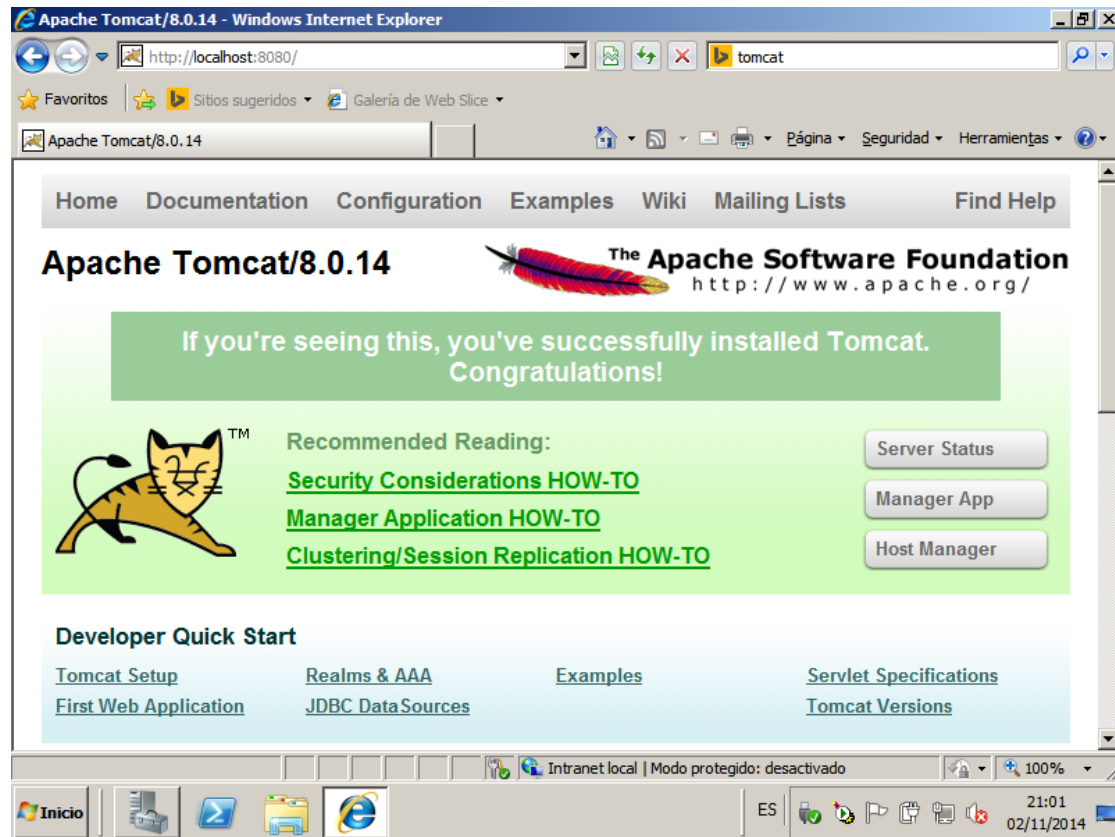 Apache Tomcat/8.0.14 - Windows Internet Explorer
http://localhost:8080/ tomcat
Favoritos Sitios sugeridos Galería de Web Slice
Apache Tomcat/8.0.14 Página Seguridad Herramientas
Home Documentation Configuration Examples Wiki Mailing Lists Find Help
Apache Tomcat/8.0.14
The Apache Software Foundation
http://www.apache.org/
If you're seeing this, you've successfully installed Tomcat.
Congratulations!
TM
Recommended Reading:
Security Considerations HOW-TO
Manager Application HOW-TO
Clustering/Session Replication HOW-TO
Server Status
Manager App
Host Manager
Developer Quick Start
Tomcat Setup Realms & AAA Examples Servlet Specifications
First Web Application JDBC DataSources Tomcat Versions
Intranet local | Modo protegido: desactivado 100%
Inicio ES 21:01
02/11/2014